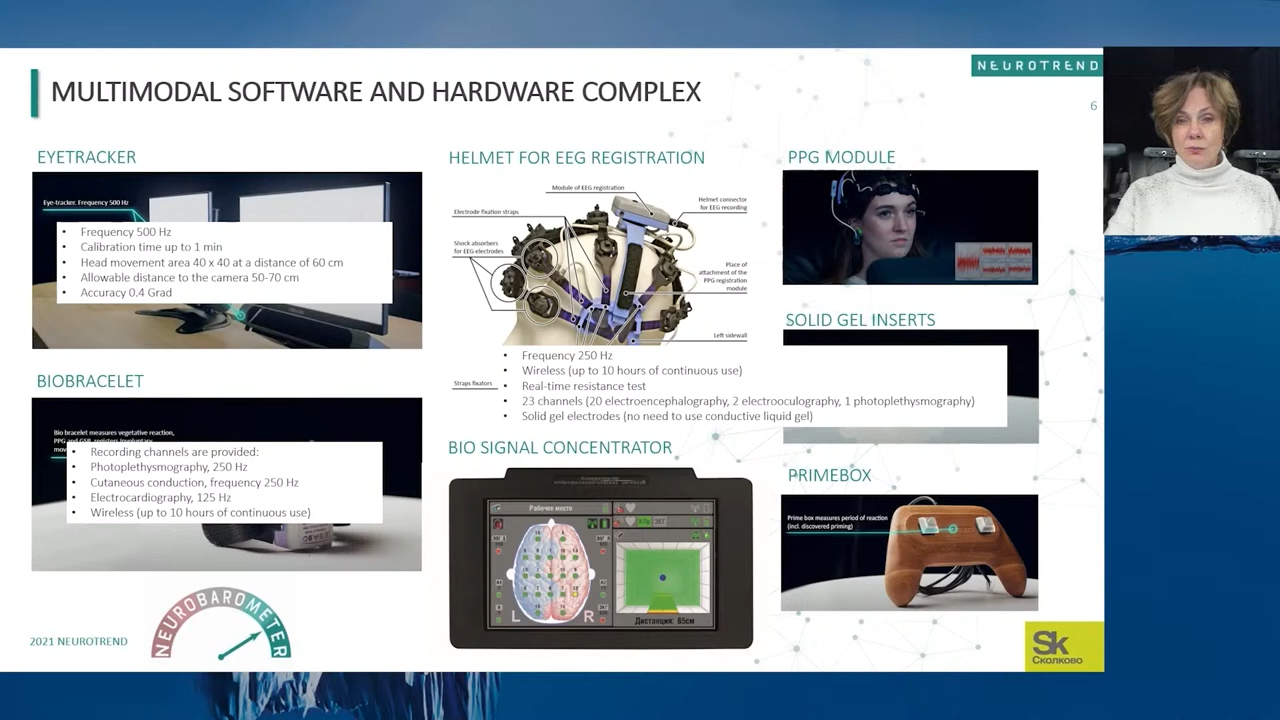 MULTIMODAL SOFTWARE AND HARDWARE COMPLEX
NEUROTREND
6
EYETRACKER
Eye-tracker. Frequency 500 Hz
• Frequency 500 Hz
• Calibration time up to 1 min
• Head movement area 40 x 40 at a distance of 60 cm
• Allowable distance to the camera 50-70 cm
• Accuracy 0.4 Grad
BIOBRACELET
Bio bracelet measures vegetative reaction,
PPG and GSR, registers involuntary
• Recording channels are provided:
• Photoplethysmography, 250 Hz
• Cutaneous conduction, frequency 250 Hz
• Electrocardiography, 125 Hz
• Wireless (up to 10 hours of continuous use)
2021 NEUROTREND
NEUROBAROMETER
HELMET FOR EEG REGISTRATION
Module of EEG registration
Helmet connector
for EEG recording
Electrode fixation straps
Shock absorbers
for EEG electrodes
Place of
attachment of the
PPG registration
module
Left sidewall
Straps fixators
• Frequency 250 Hz
• Wireless (up to 10 hours of continuous use)
• Real-time resistance test
• 23 channels (20 electroencephalography, 2 electrooculography, 1 photoplethysmography)
• Solid gel electrodes (no need to use conductive liquid gel)
BIO SIGNAL CONCENTRATOR
Рабочее место
L R
Дистанция: 65см
PPG MODULE
SOLID GEL INSERTS
PRIMEBOX
Prime box measures period of reaction
(incl. discovered priming)
Sk
Сколково